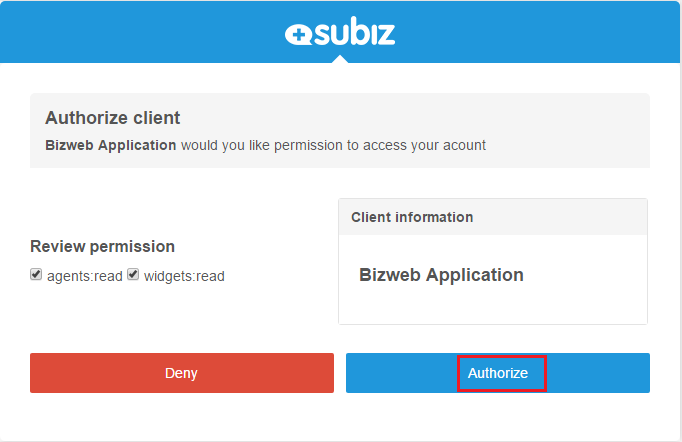 subiz
Authorize client
Bizweb Application would you like permission to access your acount
Review permission
agents:read widgets:read
Client information
Bizweb Application
Deny
Authorize